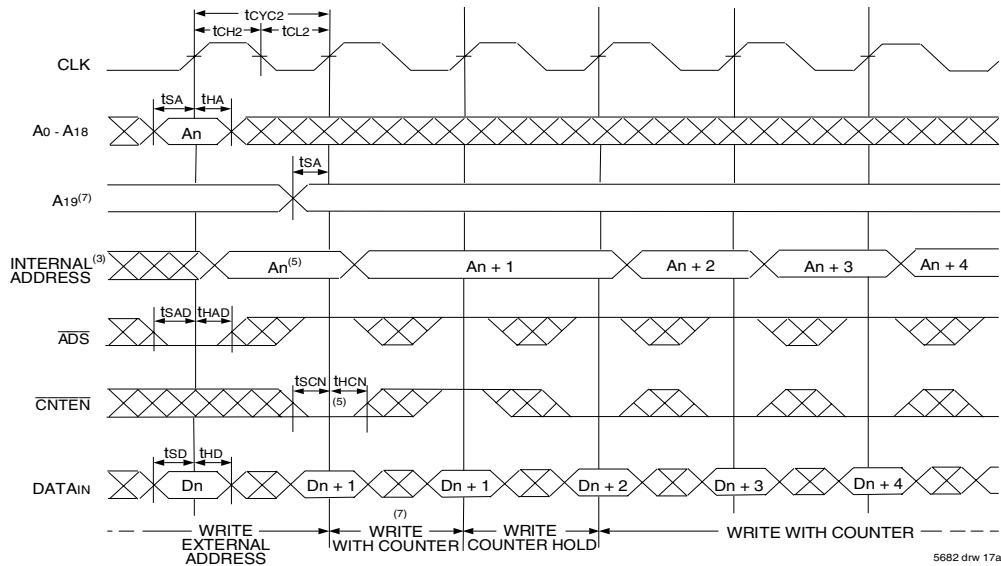 tCYC2
tCH2 tCL2
CLK
tSA tHA
A0 - A18 An
tSA
A19(7)
INTERNAL(3) ADDRESS An(5) An + 1 An + 2 An + 3 An + 4
tSAD tHAD
ADS
tSCN tHCN
CNTEN (5)
tSD tHD
DATAIN Dn Dn + 1 Dn + 1 Dn + 2 Dn + 3 Dn + 4
(7)
WRITE EXTERNAL ADDRESS WRITE WITH COUNTER WRITE COUNTER HOLD WRITE WITH COUNTER
5682 drw 17a